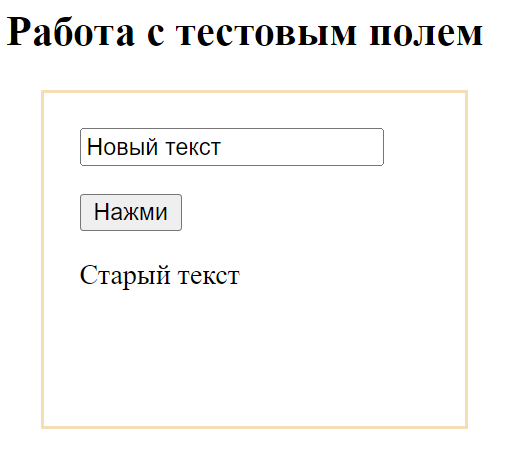 Работа с тестовым полем
Новый текст
Нажми
Старый текст